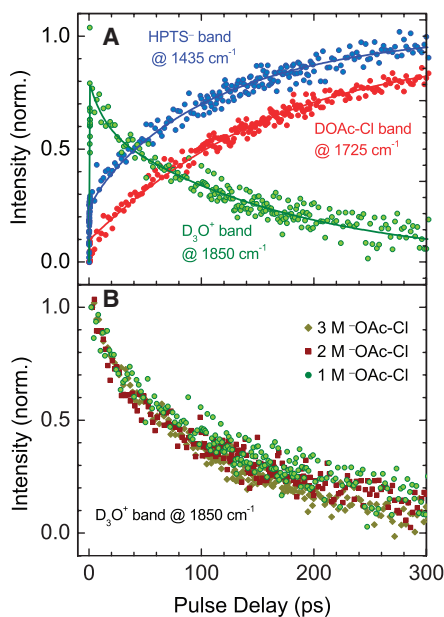 A
HPTS⁻ band
@ 1435 cm⁻¹
DOAc-Cl band
@ 1725 cm⁻¹
D₃O⁺ band
@ 1850 cm⁻¹
1.0
0.5
0.0
Intensity (norm.)
B
3 M ⁻OAc-Cl
2 M ⁻OAc-Cl
1 M ⁻OAc-Cl
D₃O⁺ band @ 1850 cm⁻¹
1.0
0.5
0.0
Intensity (norm.)
0 100 200 300
Pulse Delay (ps)